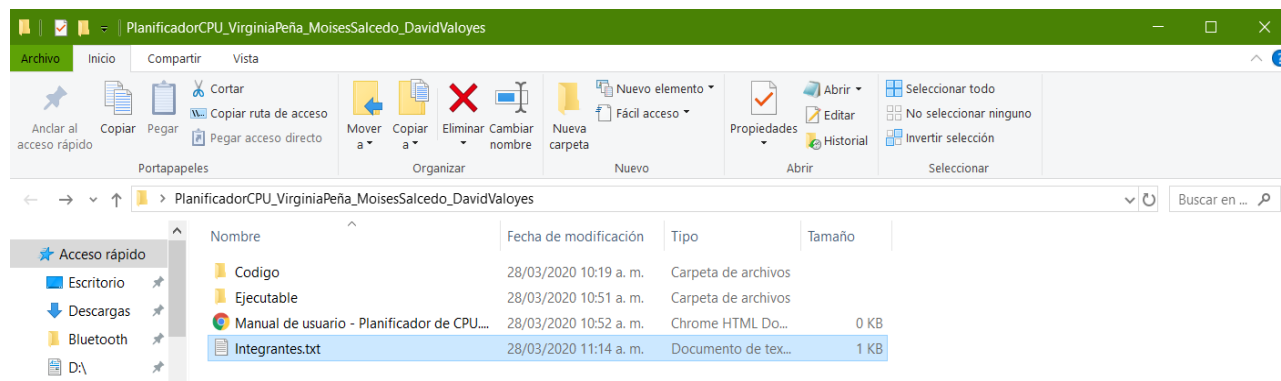 PlanificadorCPU_VirginiaPeña_MoisesSalcedo_DavidValoyes
Archivo Inicio Compartir Vista
Anclar al acceso rápido
Copiar
Pegar
Cortar
Copiar ruta de acceso
Pegar acceso directo
Portapapeles
Mover a
Copiar a
Eliminar
Cambiar nombre
Organizar
Nueva carpeta
Nuevo elemento
Fácil acceso
Nuevo
Propiedades
Abrir
Editar
Historial
Abrir
Seleccionar todo
No seleccionar ninguno
Invertir selección
Seleccionar
PlanificadorCPU_VirginiaPeña_MoisesSalcedo_DavidValoyes
Buscar en ...
Acceso rápido
Escritorio
Descargas
Bluetooth
D:\
Nombre Fecha de modificación Tipo Tamaño
Codigo 28/03/2020 10:19 a. m. Carpeta de archivos
Ejecutable 28/03/2020 10:51 a. m. Carpeta de archivos
Manual de usuario - Planificador de CPU.... 28/03/2020 10:52 a. m. Chrome HTML Do... 0 KB
Integrantes.txt 28/03/2020 11:14 a. m. Documento de tex... 1 KB